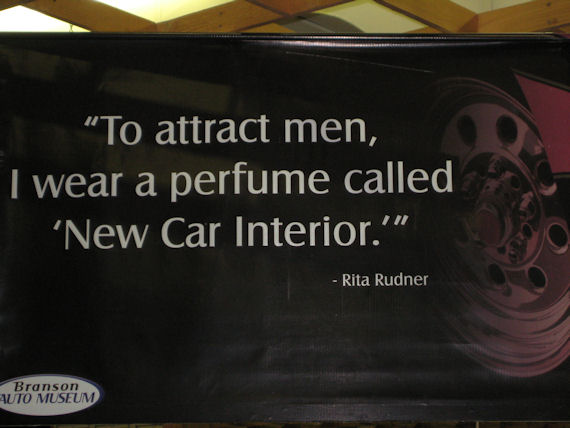 “To attract men,
I wear a perfume called
‘New Car Interior.’”
- Rita Rudner
Branson
AUTO MUSEUM